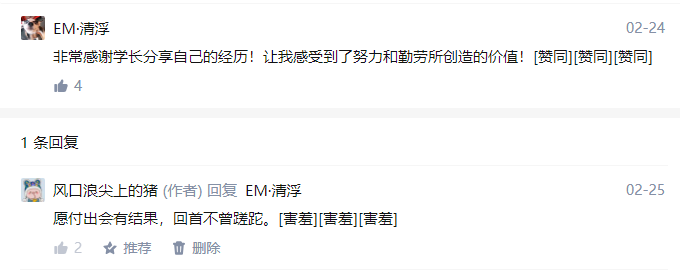 EM·清浮
02-24
非常感谢学长分享自己的经历！让我感受到了努力和勤劳所创造的价值！[赞同][赞同][赞同]
4
1 条回复
风口浪尖上的猪 (作者) 回复 EM·清浮
02-25
愿付出会有结果，回首不曾蹉跎。[害羞][害羞][害羞]
2 推荐 删除